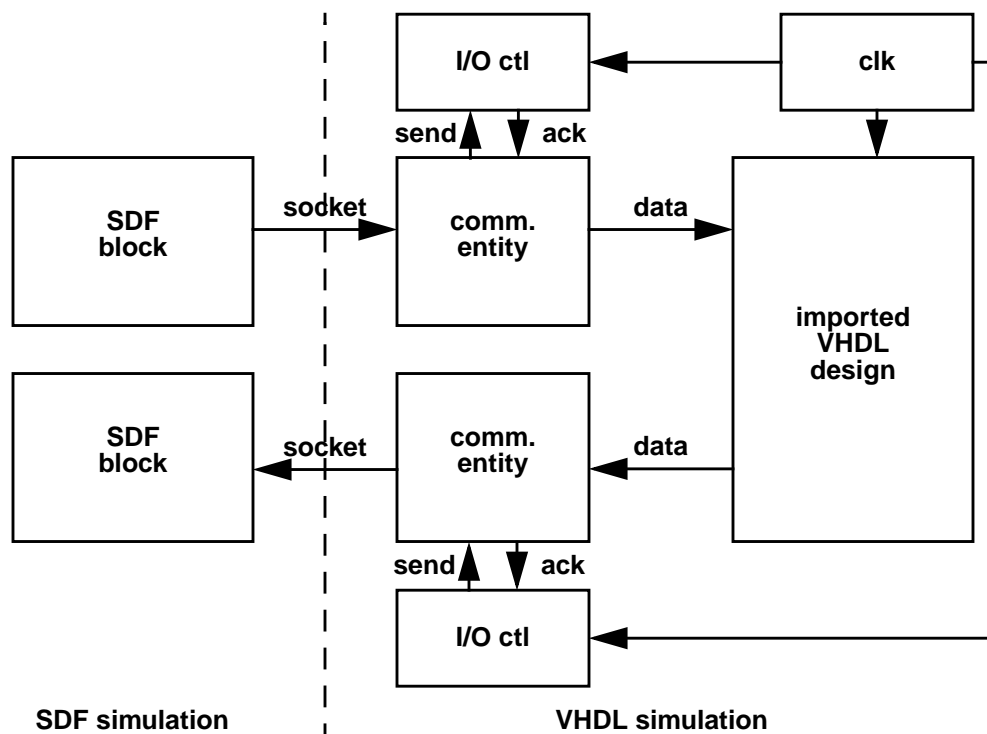 I/O ctl
clk
send
ack
SDF
block
socket
comm.
entity
data
imported
VHDL
design
SDF
block
socket
comm.
entity
data
send
ack
I/O ctl
SDF simulation
VHDL simulation